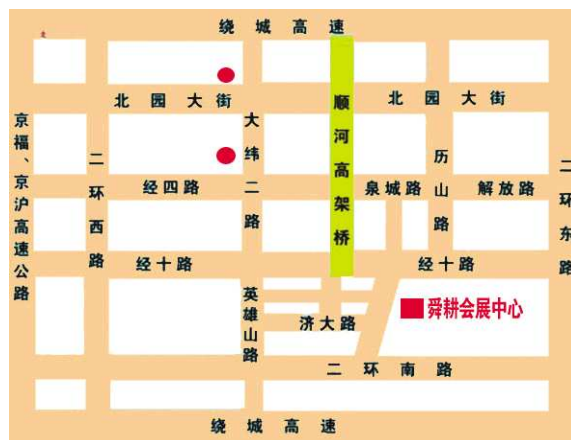 绕城高速
北
北园大街
北园大街
京福、京沪高速公路
二环西路
大纬二路
顺河高架桥
历山路
二环东路
经四路
泉城路
解放路
经十路
经十路
英雄山路
济大路
舜耕会展中心
二环南路
绕城高速